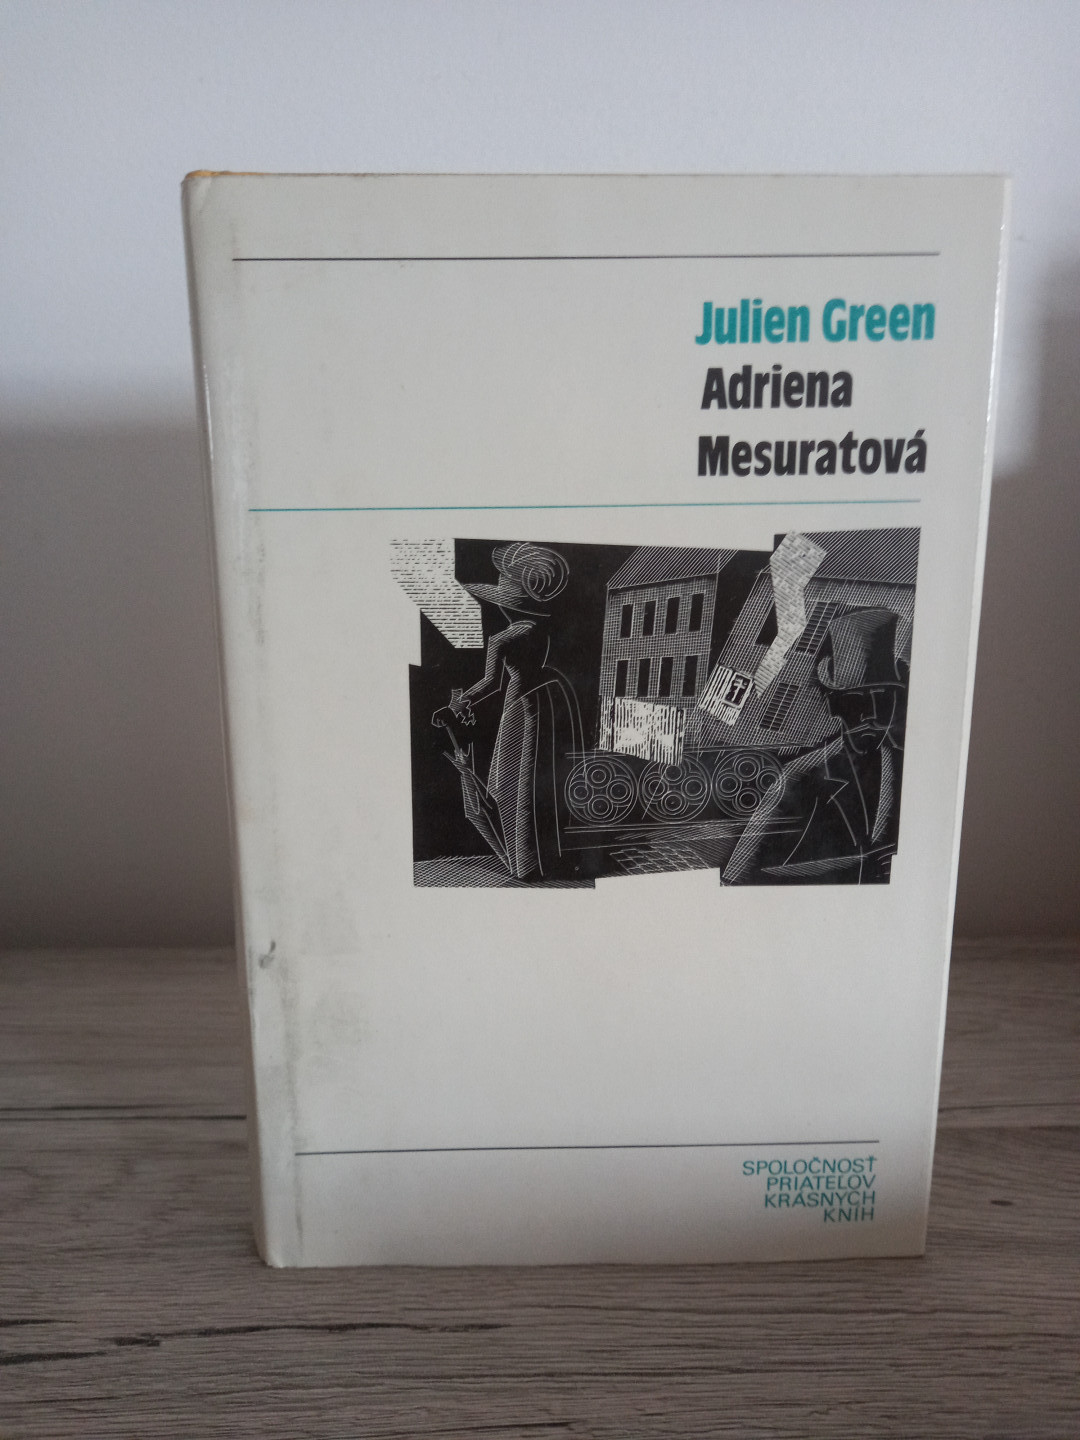 Julien Green
Adriena
Mesuratová
SPOLOČNOSŤ
PRIATEĽOV
KRÁSNYCH
KNÍH